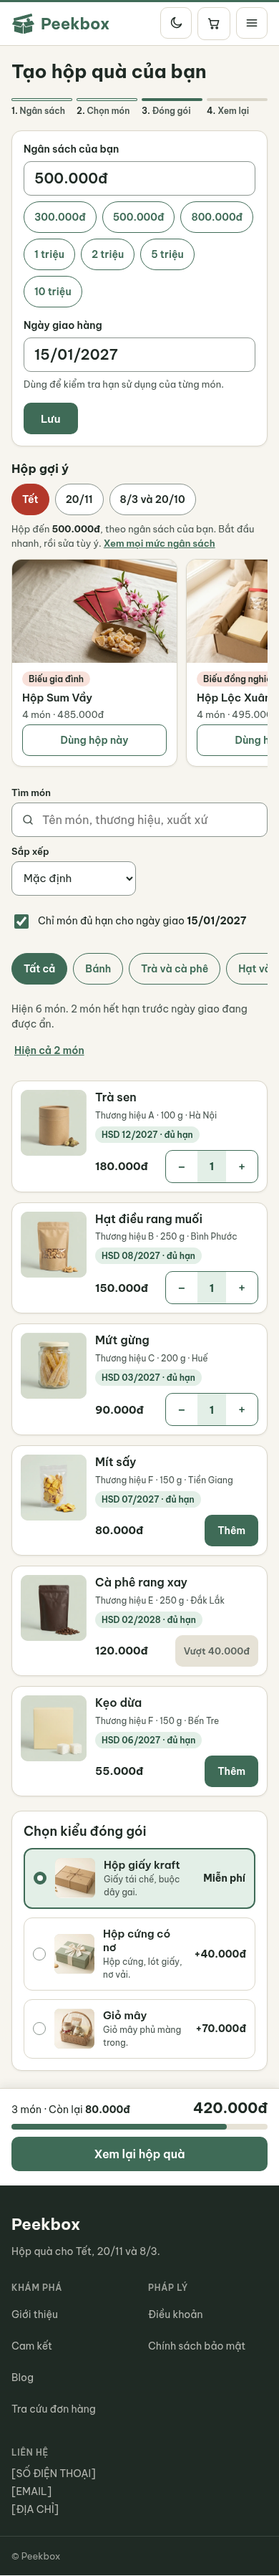 Peekbox
Tạo hộp quà của bạn
1. Ngân sách
2. Chọn món
3. Đóng gói
4. Xem lại
Ngân sách của bạn
500.000đ
300.000đ
500.000đ
800.000đ
1 triệu
2 triệu
5 triệu
10 triệu
Ngày giao hàng
15/01/2027
Dùng để kiểm tra hạn sử dụng của từng món.
Lưu
Hộp gợi ý
Tết
20/11
8/3 và 20/10
Hộp đến 500.000đ, theo ngân sách của bạn. Bắt đầu
nhanh, rồi sửa tùy ý. Xem mọi mức ngân sách
Biếu gia đình
Hộp Sum Vầy
4 món · 485.000đ
Dùng hộp này
Biếu đồng nghiệ
Hộp Lộc Xuân
4 món · 495.000
Dùng h
Tìm món
Tên món, thương hiệu, xuất xứ
Sắp xếp
Mặc định
Chỉ món đủ hạn cho ngày giao 15/01/2027
Tất cả
Bánh
Trà và cà phê
Hạt và
Hiện 6 món. 2 món hết hạn trước ngày giao đang
được ẩn.
Hiện cả 2 món
Trà sen
Thương hiệu A · 100 g · Hà Nội
HSD 12/2027 · đủ hạn
180.000đ
− 1 +
Hạt điều rang muối
Thương hiệu B · 250 g · Bình Phước
HSD 08/2027 · đủ hạn
150.000đ
− 1 +
Mứt gừng
Thương hiệu C · 200 g · Huế
HSD 03/2027 · đủ hạn
90.000đ
− 1 +
Mít sấy
Thương hiệu F · 150 g · Tiền Giang
HSD 07/2027 · đủ hạn
80.000đ
Thêm
Cà phê rang xay
Thương hiệu E · 250 g · Đắk Lắk
HSD 02/2028 · đủ hạn
120.000đ
Vượt 40.000đ
Kẹo dừa
Thương hiệu F · 150 g · Bến Tre
HSD 06/2027 · đủ hạn
55.000đ
Thêm
Chọn kiểu đóng gói
Hộp giấy kraft
Giấy tái chế, buộc
dây gai.
Miễn phí
Hộp cứng có
nơ
Hộp cứng, lót giấy,
nơ vải.
+40.000đ
Giỏ mây
Giỏ mây phủ màng
trong.
+70.000đ
3 món · Còn lại 80.000đ
420.000đ
Xem lại hộp quà
Peekbox
Hộp quà cho Tết, 20/11 và 8/3.
KHÁM PHÁ
Giới thiệu
Cam kết
Blog
Tra cứu đơn hàng
PHÁP LÝ
Điều khoản
Chính sách bảo mật
LIÊN HỆ
[SỐ ĐIỆN THOẠI]
[EMAIL]
[ĐỊA CHỈ]
© Peekbox